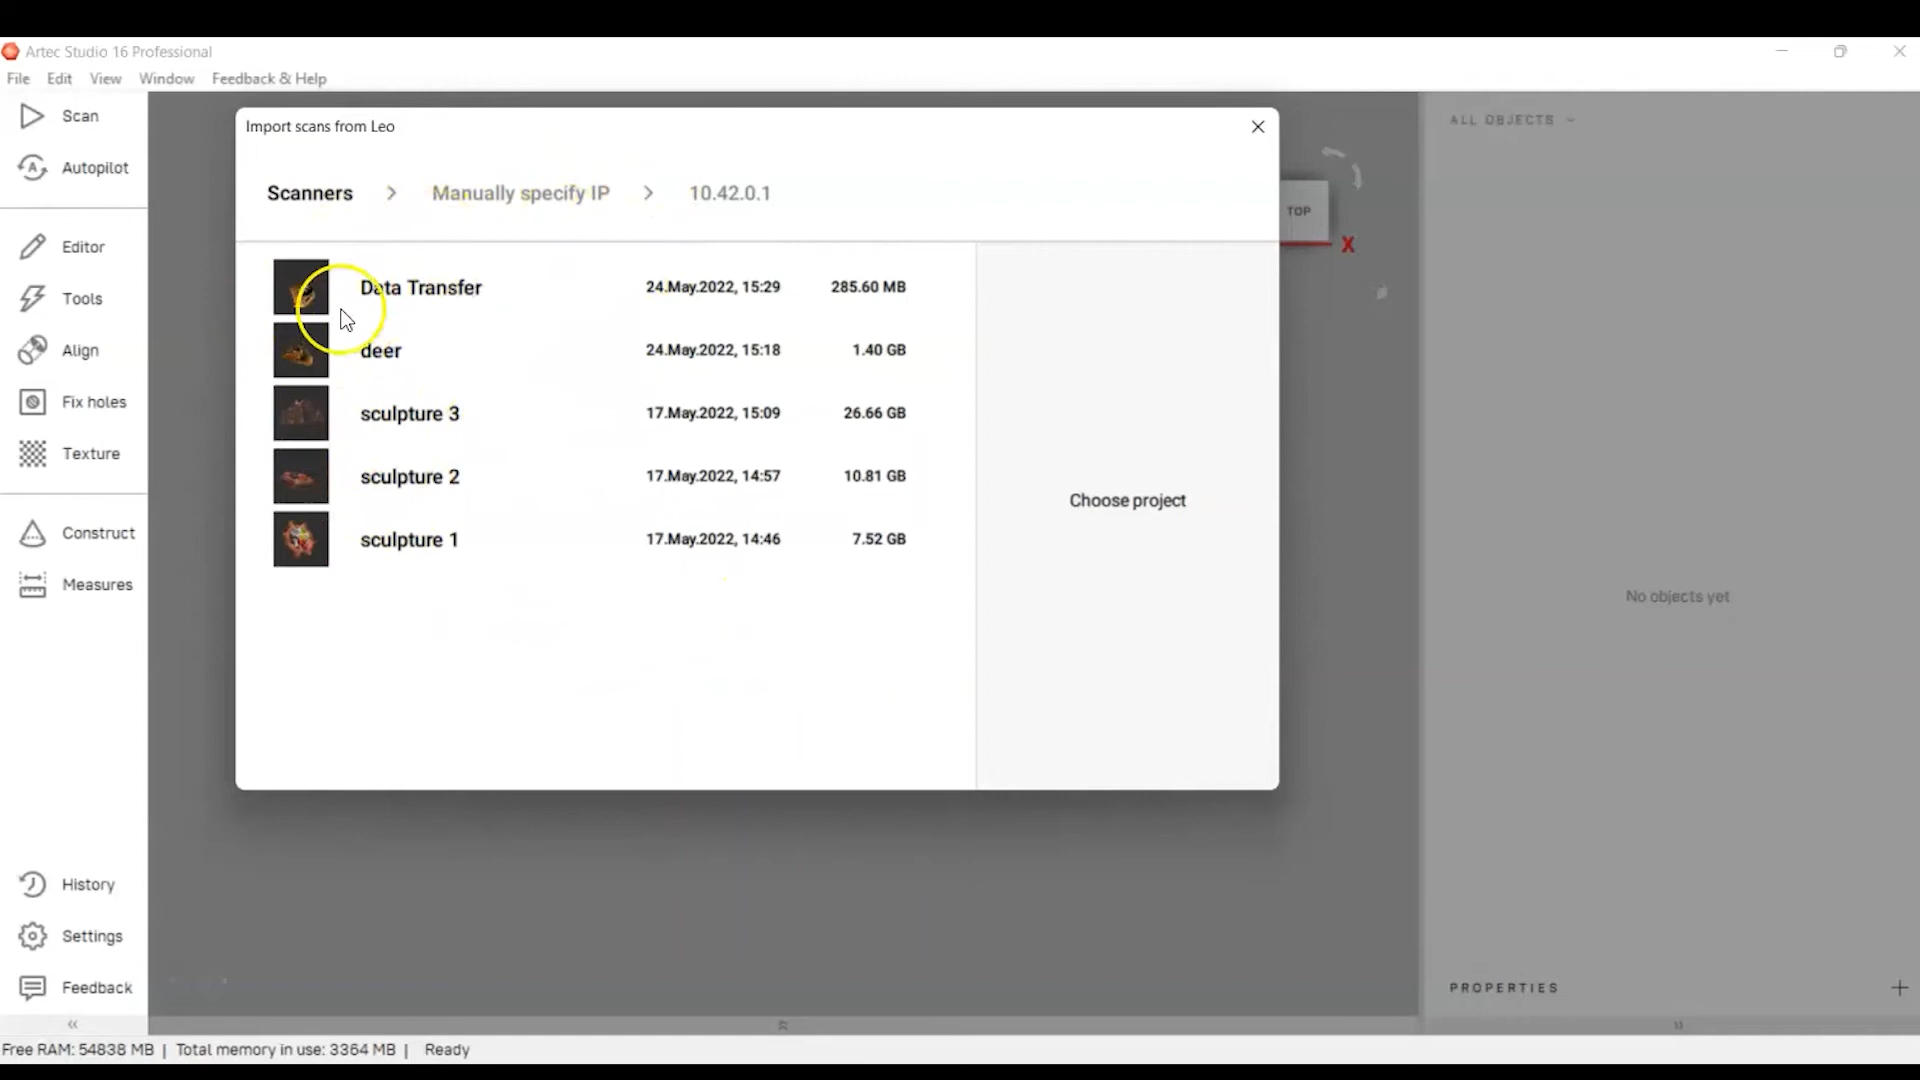 Artec Studio 16 Professional
File Edit View Window Feedback & Help
Scan
Autopilot
Editor
Tools
Align
Fix holes
Texture
Construct
Measures
History
Settings
Feedback
Import scans from Leo
Scanners > Manually specify IP > 10.42.0.1
Data Transfer 24.May.2022, 15:29 285.60 MB
deer 24.May.2022, 15:18 1.40 GB
sculpture 3 17.May.2022, 15:09 26.66 GB
sculpture 2 17.May.2022, 14:57 10.81 GB
sculpture 1 17.May.2022, 14:46 7.52 GB
Choose project
TOP
X
ALL OBJECTS
No objects yet
PROPERTIES
Free RAM: 54838 MB | Total memory in use: 3364 MB | Ready